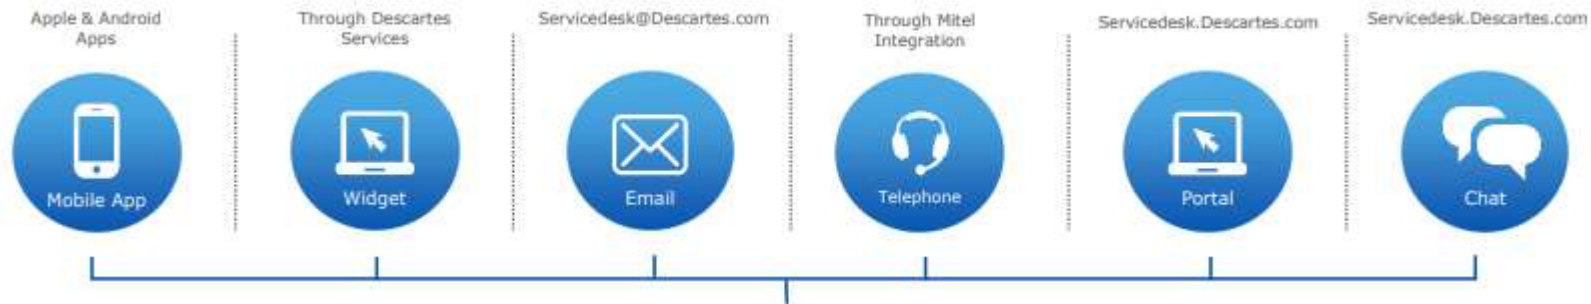 Apple & Android
Apps
Through Descartes
Services
Servicedesk@Descartes.com
Through Mitel
Integration
Servicedesk.Descartes.com
Servicedesk.Descartes.com
Mobile App
Widget
Email
Telephone
Portal
Chat